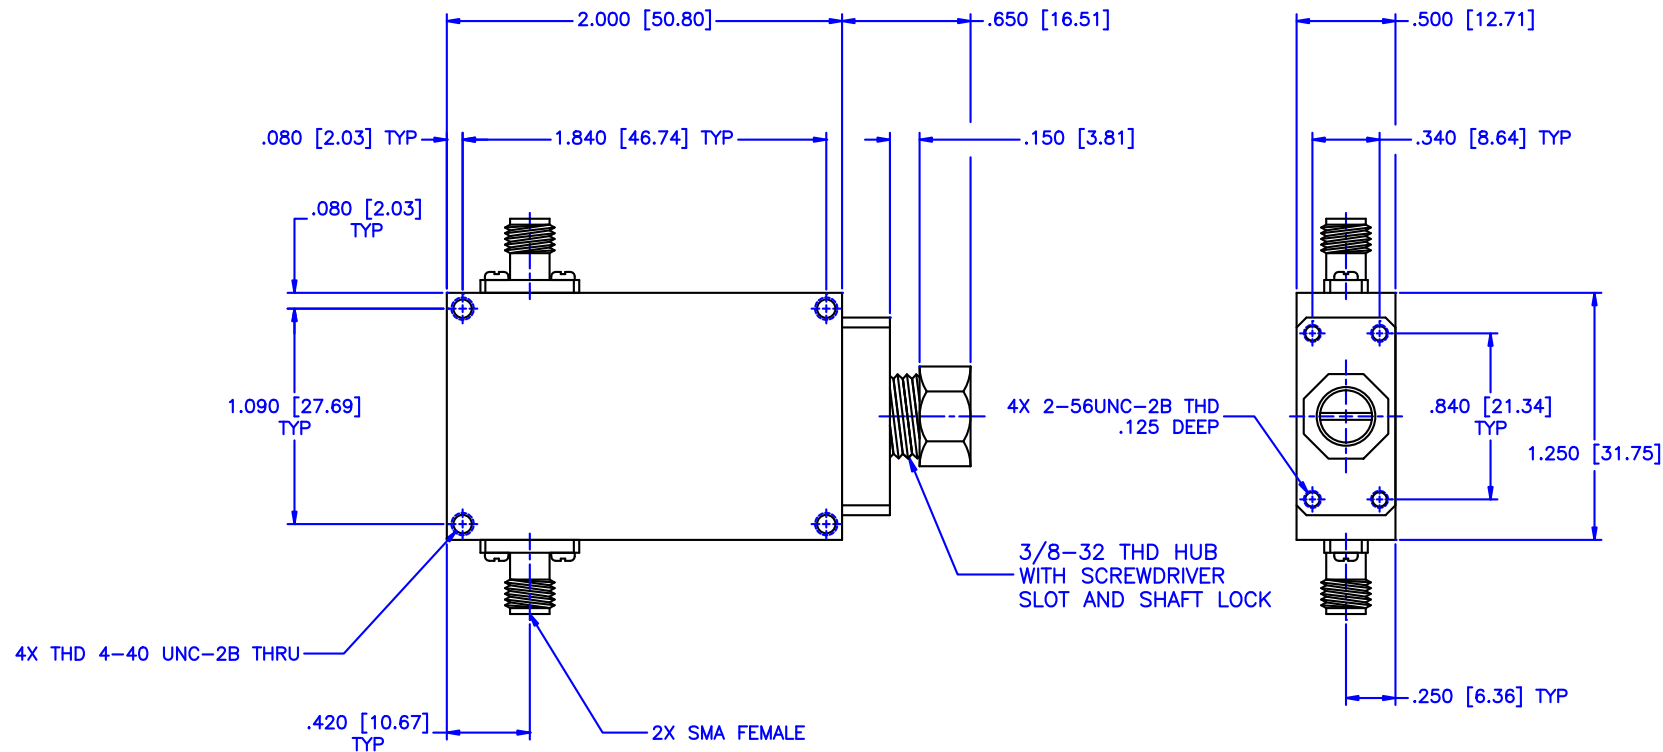 2.000 [50.80]
.650 [16.51]
.500 [12.71]
.080 [2.03] TYP
1.840 [46.74] TYP
.150 [3.81]
.340 [8.64] TYP
.080 [2.03]
TYP
1.090 [27.69]
TYP
4X 2-56UNC-2B THD
.125 DEEP
.840 [21.34]
TYP
1.250 [31.75]
3/8-32 THD HUB
WITH SCREWDRIVER
SLOT AND SHAFT LOCK
4X THD 4-40 UNC-2B THRU
.250 [6.36] TYP
.420 [10.67]
TYP
2X SMA FEMALE